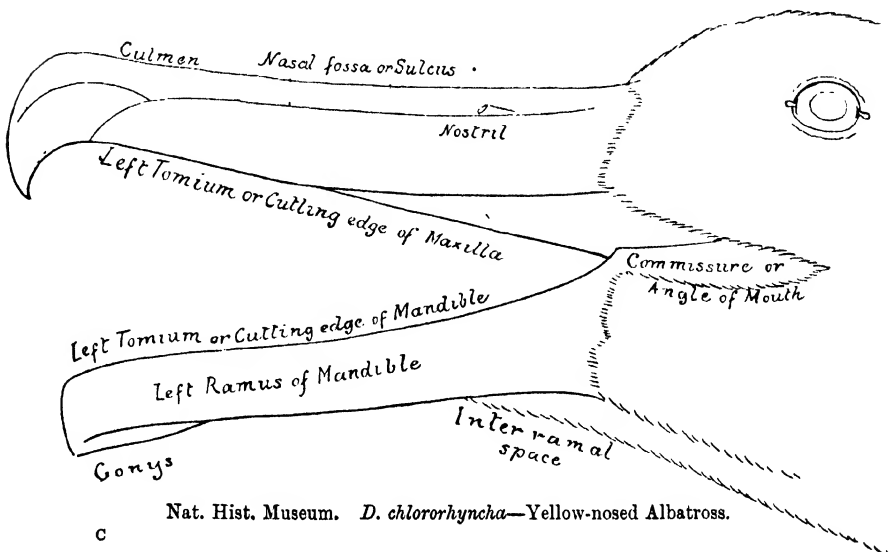 Culmen
Nasal fossa or Sulcus
Nostril
Left Tomium or Cutting edge of Maxilla
Commissure or
Angle of Mouth
Left Tomium or Cutting edge of Mandible
Left Ramus of Mandible
Inter ramal
space
Gonys
Nat. Hist. Museum. D. chlororhyncha—Yellow-nosed Albatross.
C